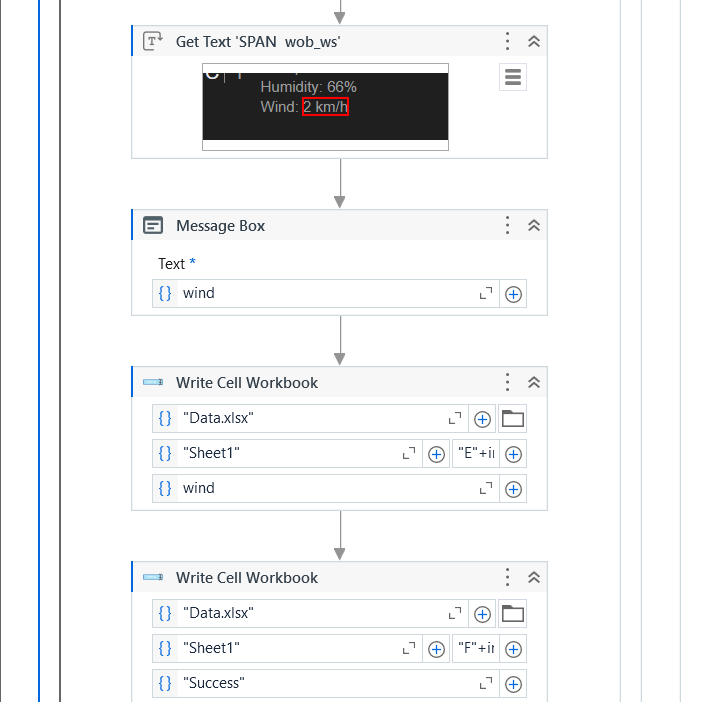 Get Text 'SPAN  wob_ws'
Humidity: 66%
Wind: 2 km/h
Message Box
Text *
{} wind
Write Cell Workbook
{} "Data.xlsx"
{} "Sheet1" "E"+
{} wind
Write Cell Workbook
{} "Data.xlsx"
{} "Sheet1" "F"+
{} "Success"